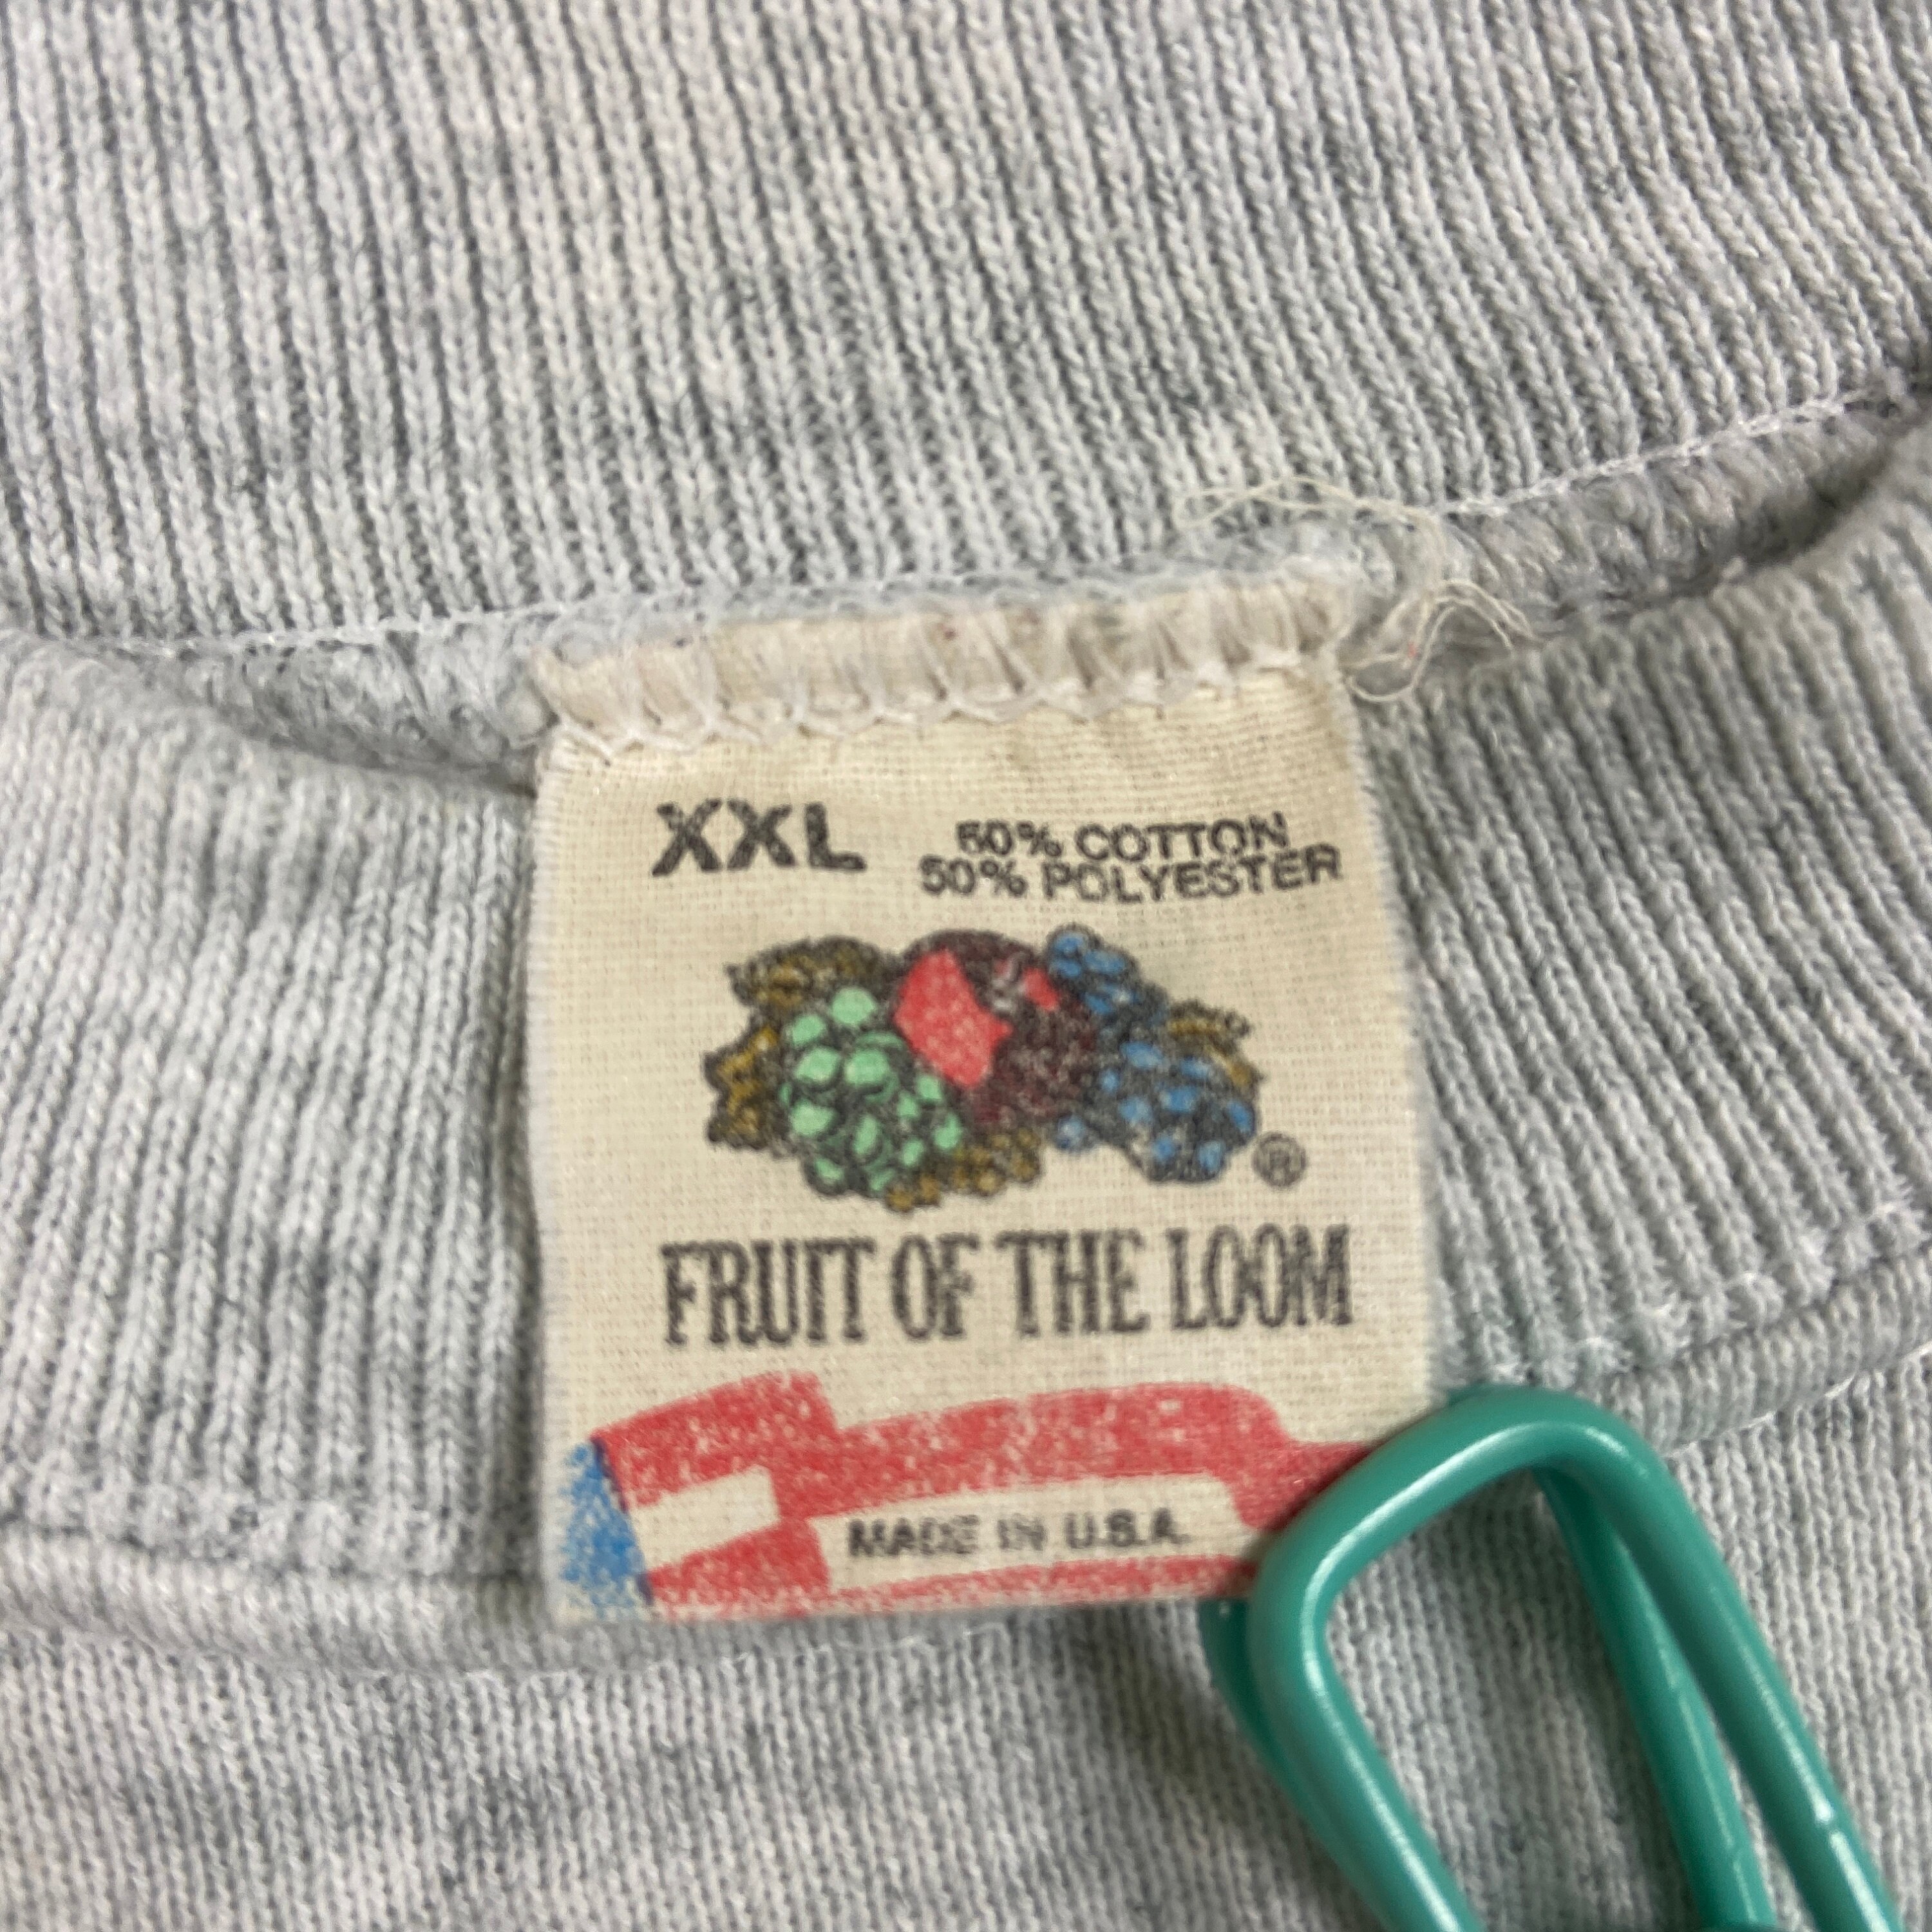 XXL
50% COTTON
50% POLYESTER
®
FRUIT OF THE LOOM
MADE IN U.S.A.